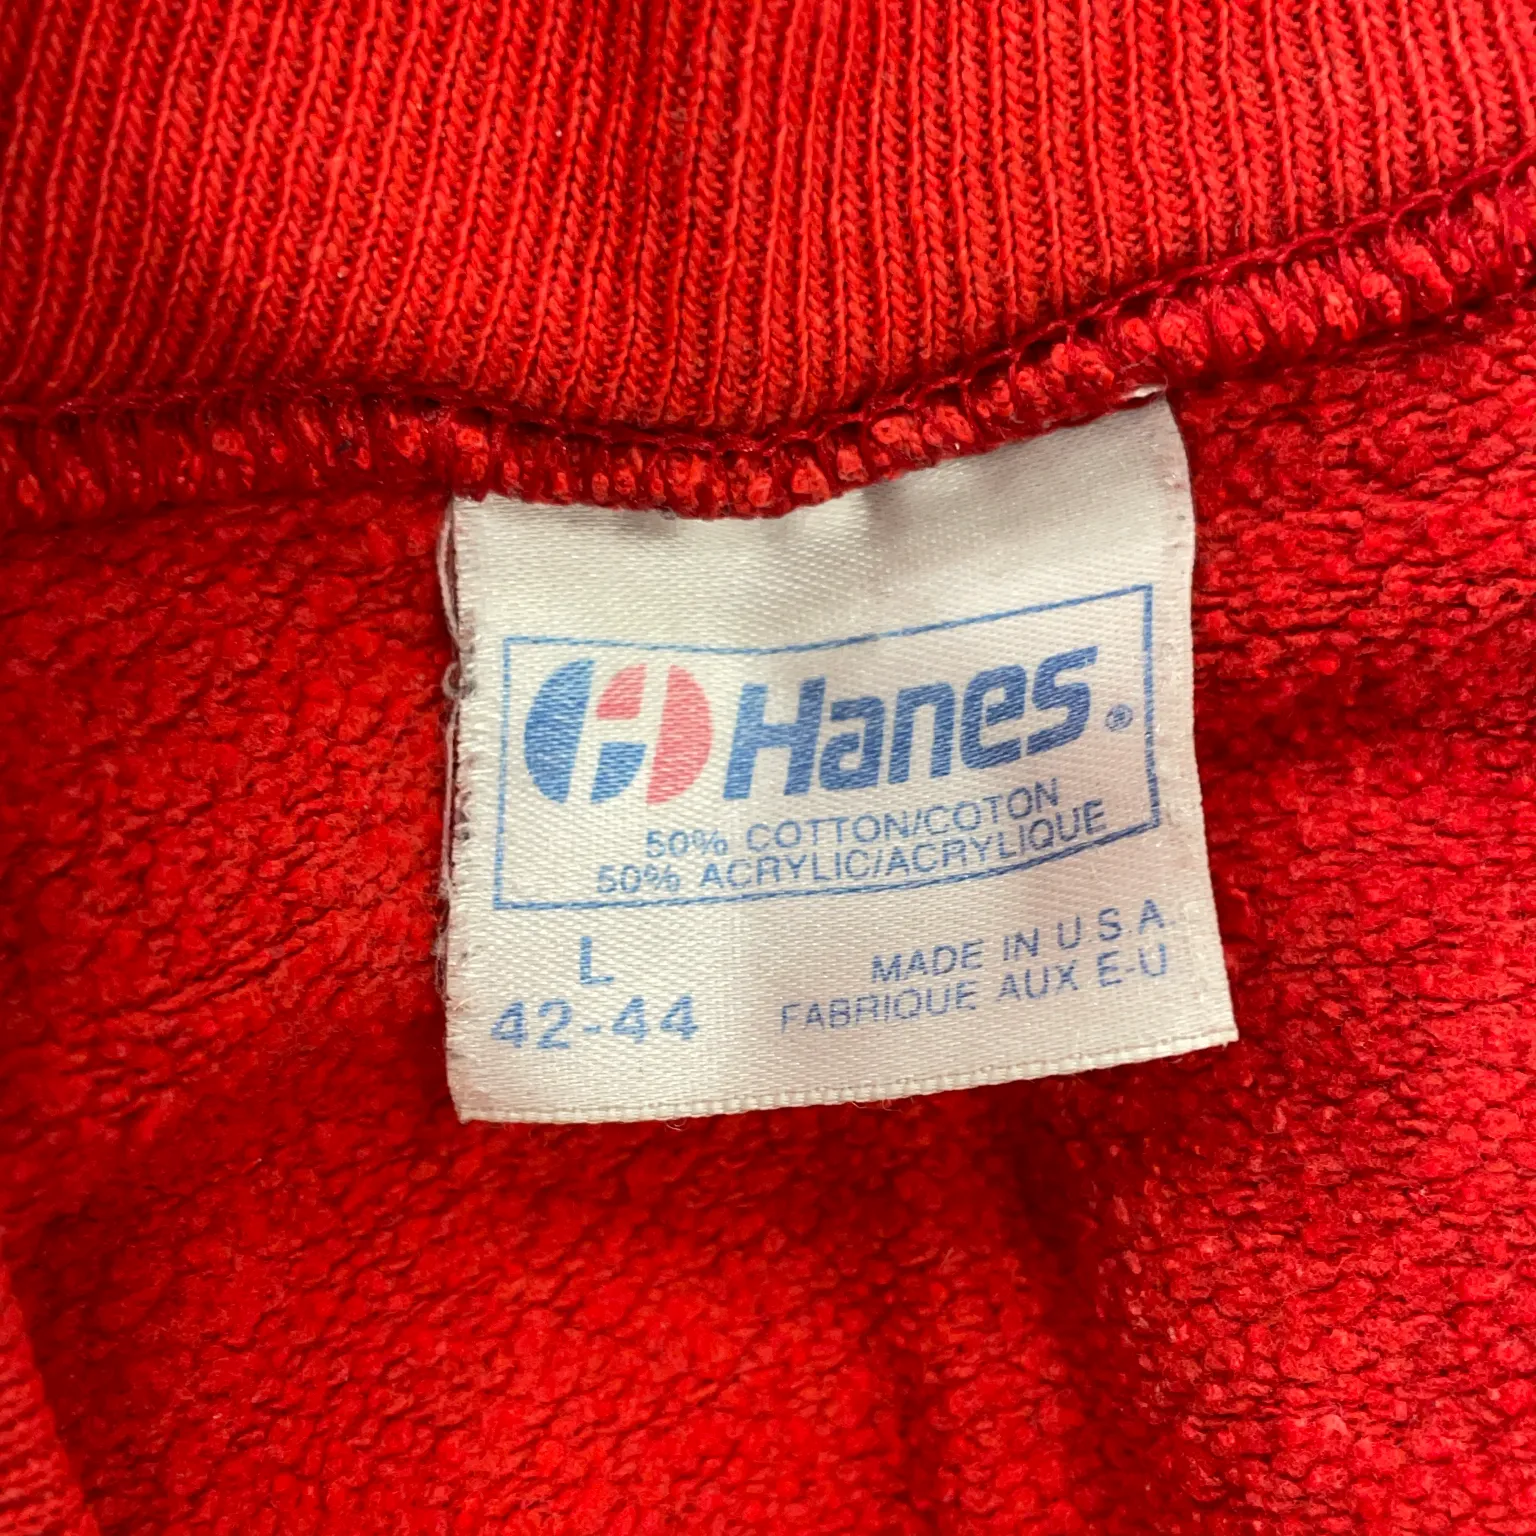 Hanes®
50% COTTON/COTON
50% ACRYLIC/ACRYLIQUE
L
42-44
MADE IN U S A
FABRIQUE AUX E-U